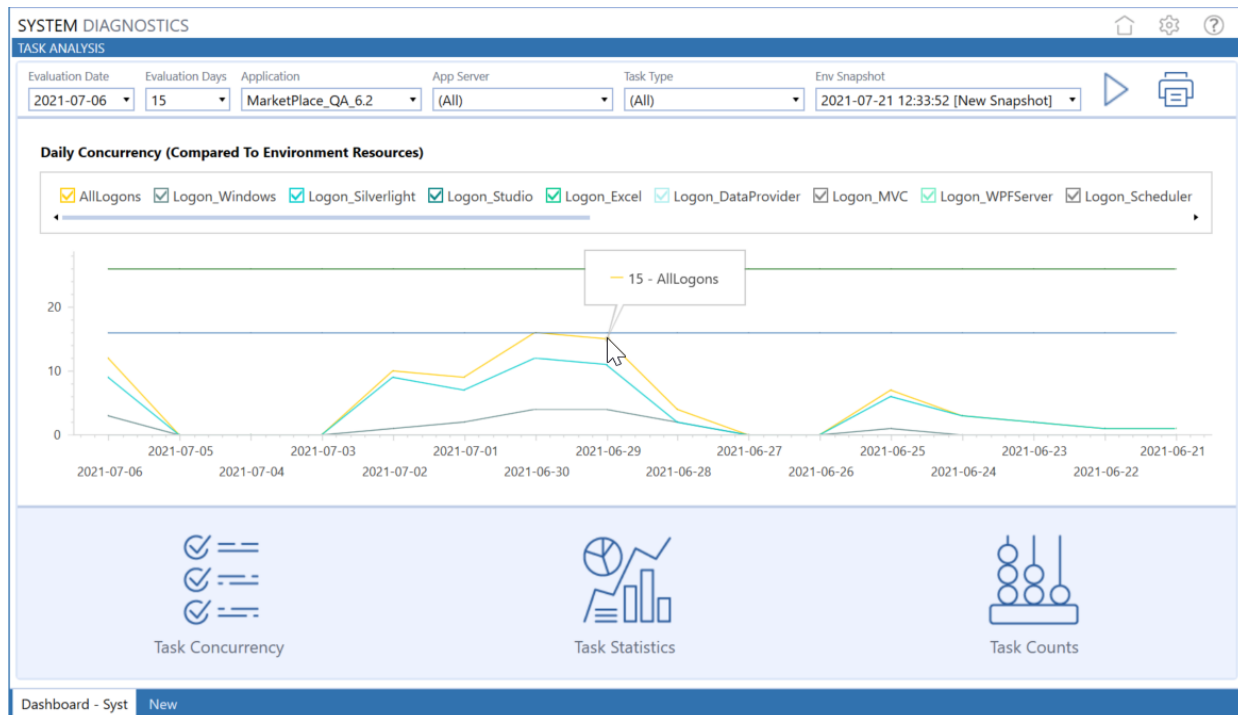 SYSTEM DIAGNOSTICS
TASK ANALYSIS
Evaluation Date Evaluation Days Application App Server Task Type Env Snapshot
2021-07-06 15 MarketPlace_QA_6.2 (All) (All) 2021-07-21 12:33:52 [New Snapshot]
Daily Concurrency (Compared To Environment Resources)
AllLogons Logon_Windows Logon_Silverlight Logon_Studio Logon_Excel Logon_DataProvider Logon_MVC Logon_WPFServer Logon_Scheduler
15 - AllLogons
20
10
0
2021-07-05 2021-07-03 2021-07-01 2021-06-29 2021-06-27 2021-06-25 2021-06-23 2021-06-21
2021-07-06 2021-07-04 2021-07-02 2021-06-30 2021-06-28 2021-06-26 2021-06-24 2021-06-22
Task Concurrency Task Statistics Task Counts
Dashboard - Syst New